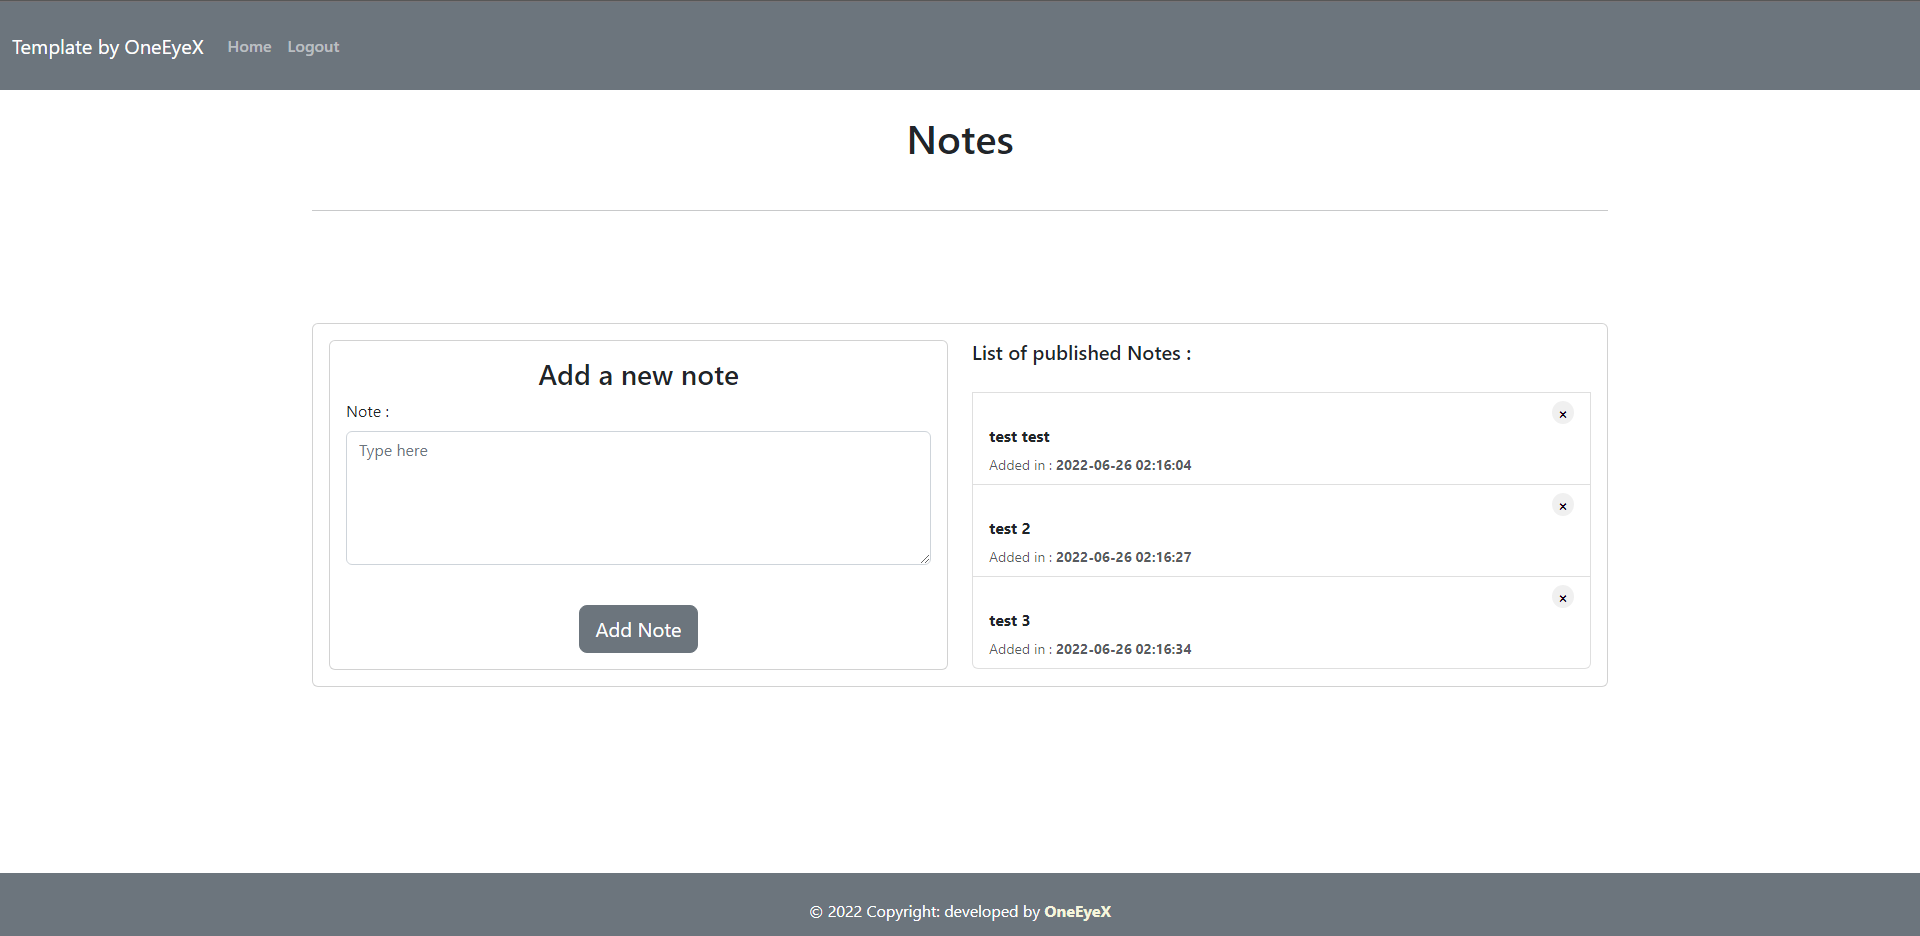 Template by OneEyeX Home Logout
Notes
Add a new note
Note :
Type here
Add Note
List of published Notes :
×
test test
Added in : 2022-06-26 02:16:04
×
test 2
Added in : 2022-06-26 02:16:27
×
test 3
Added in : 2022-06-26 02:16:34
© 2022 Copyright: developed by OneEyeX